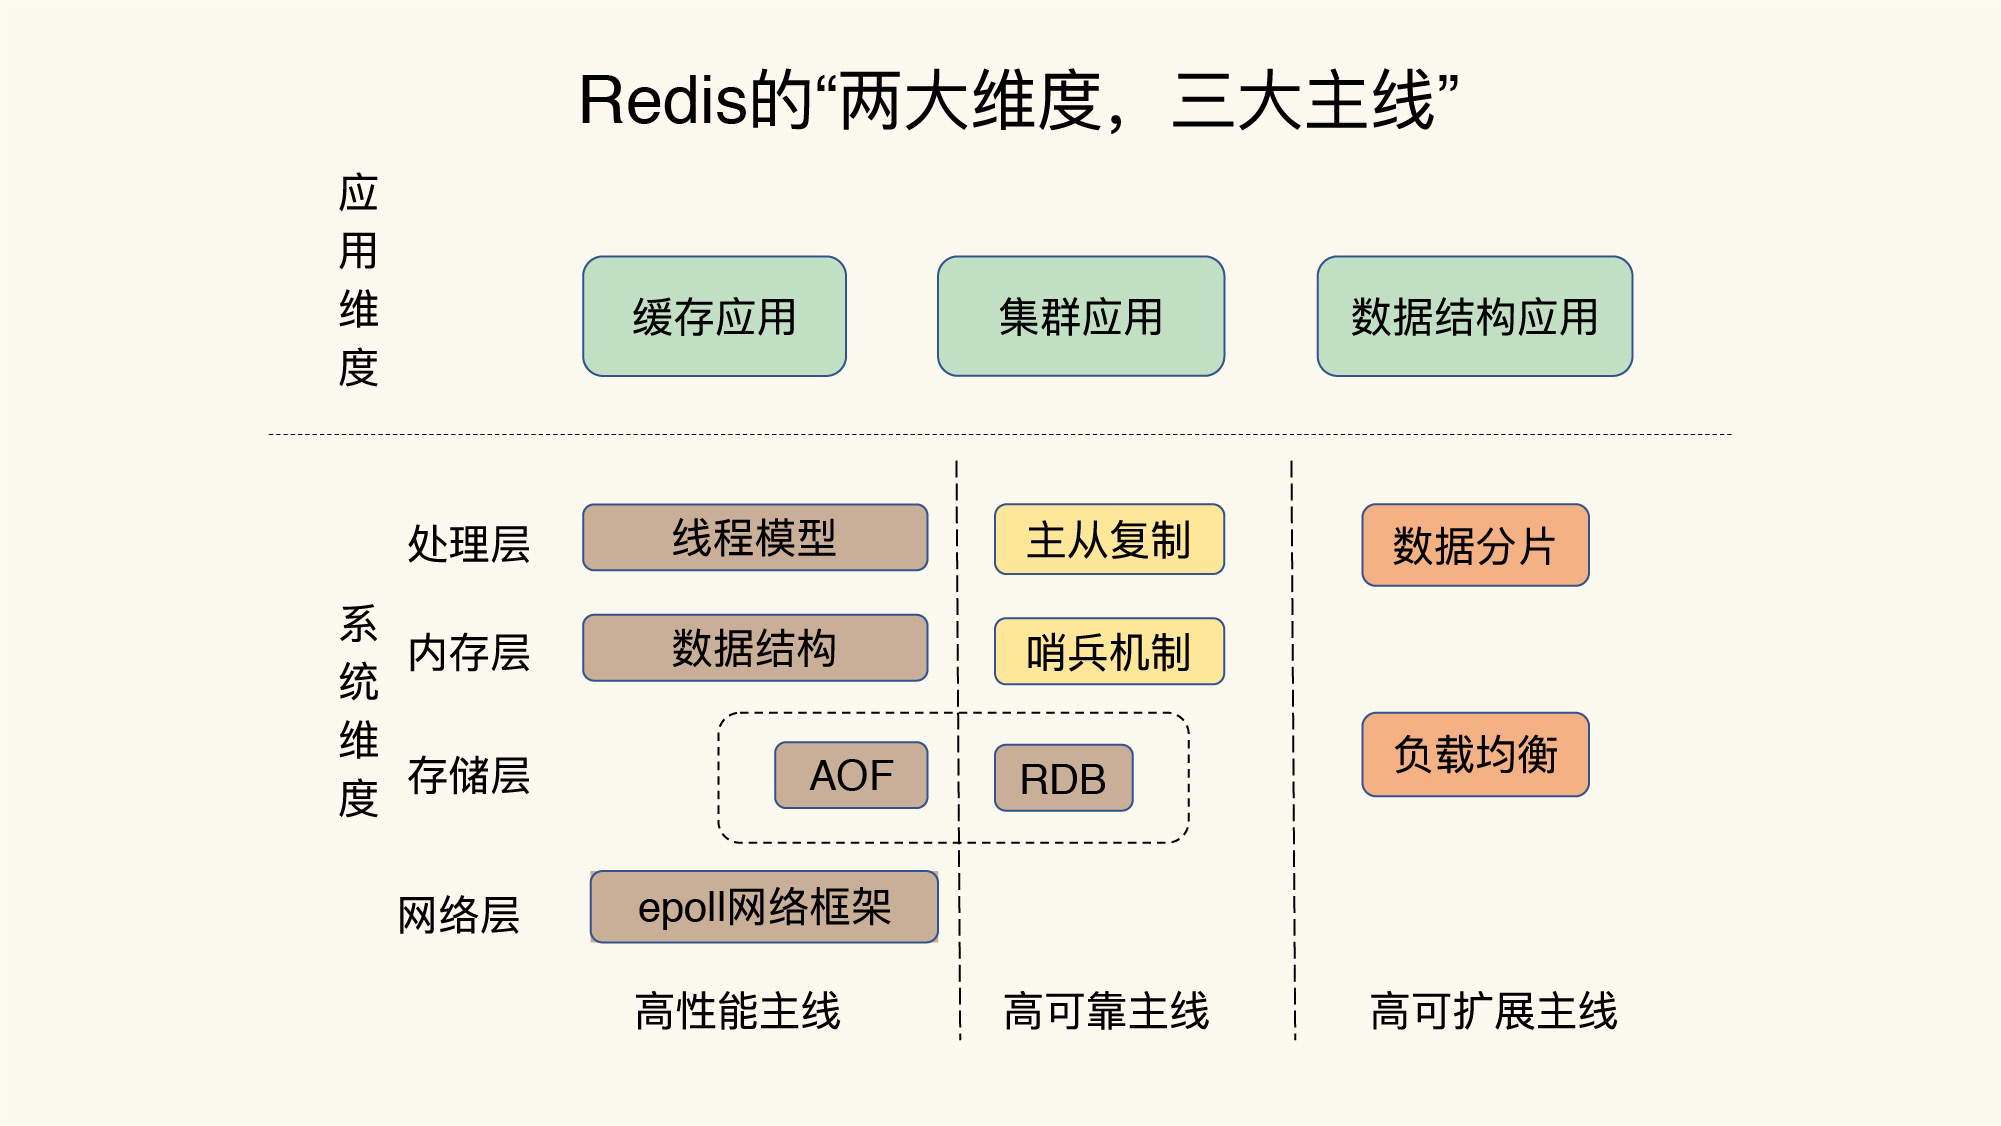 Redis的“两大维度，三大主线”
应用维度
缓存应用
集群应用
数据结构应用
系统维度
处理层
线程模型
主从复制
数据分片
内存层
数据结构
哨兵机制
存储层
AOF
RDB
负载均衡
网络层
epoll网络框架
高性能主线
高可靠主线
高可扩展主线